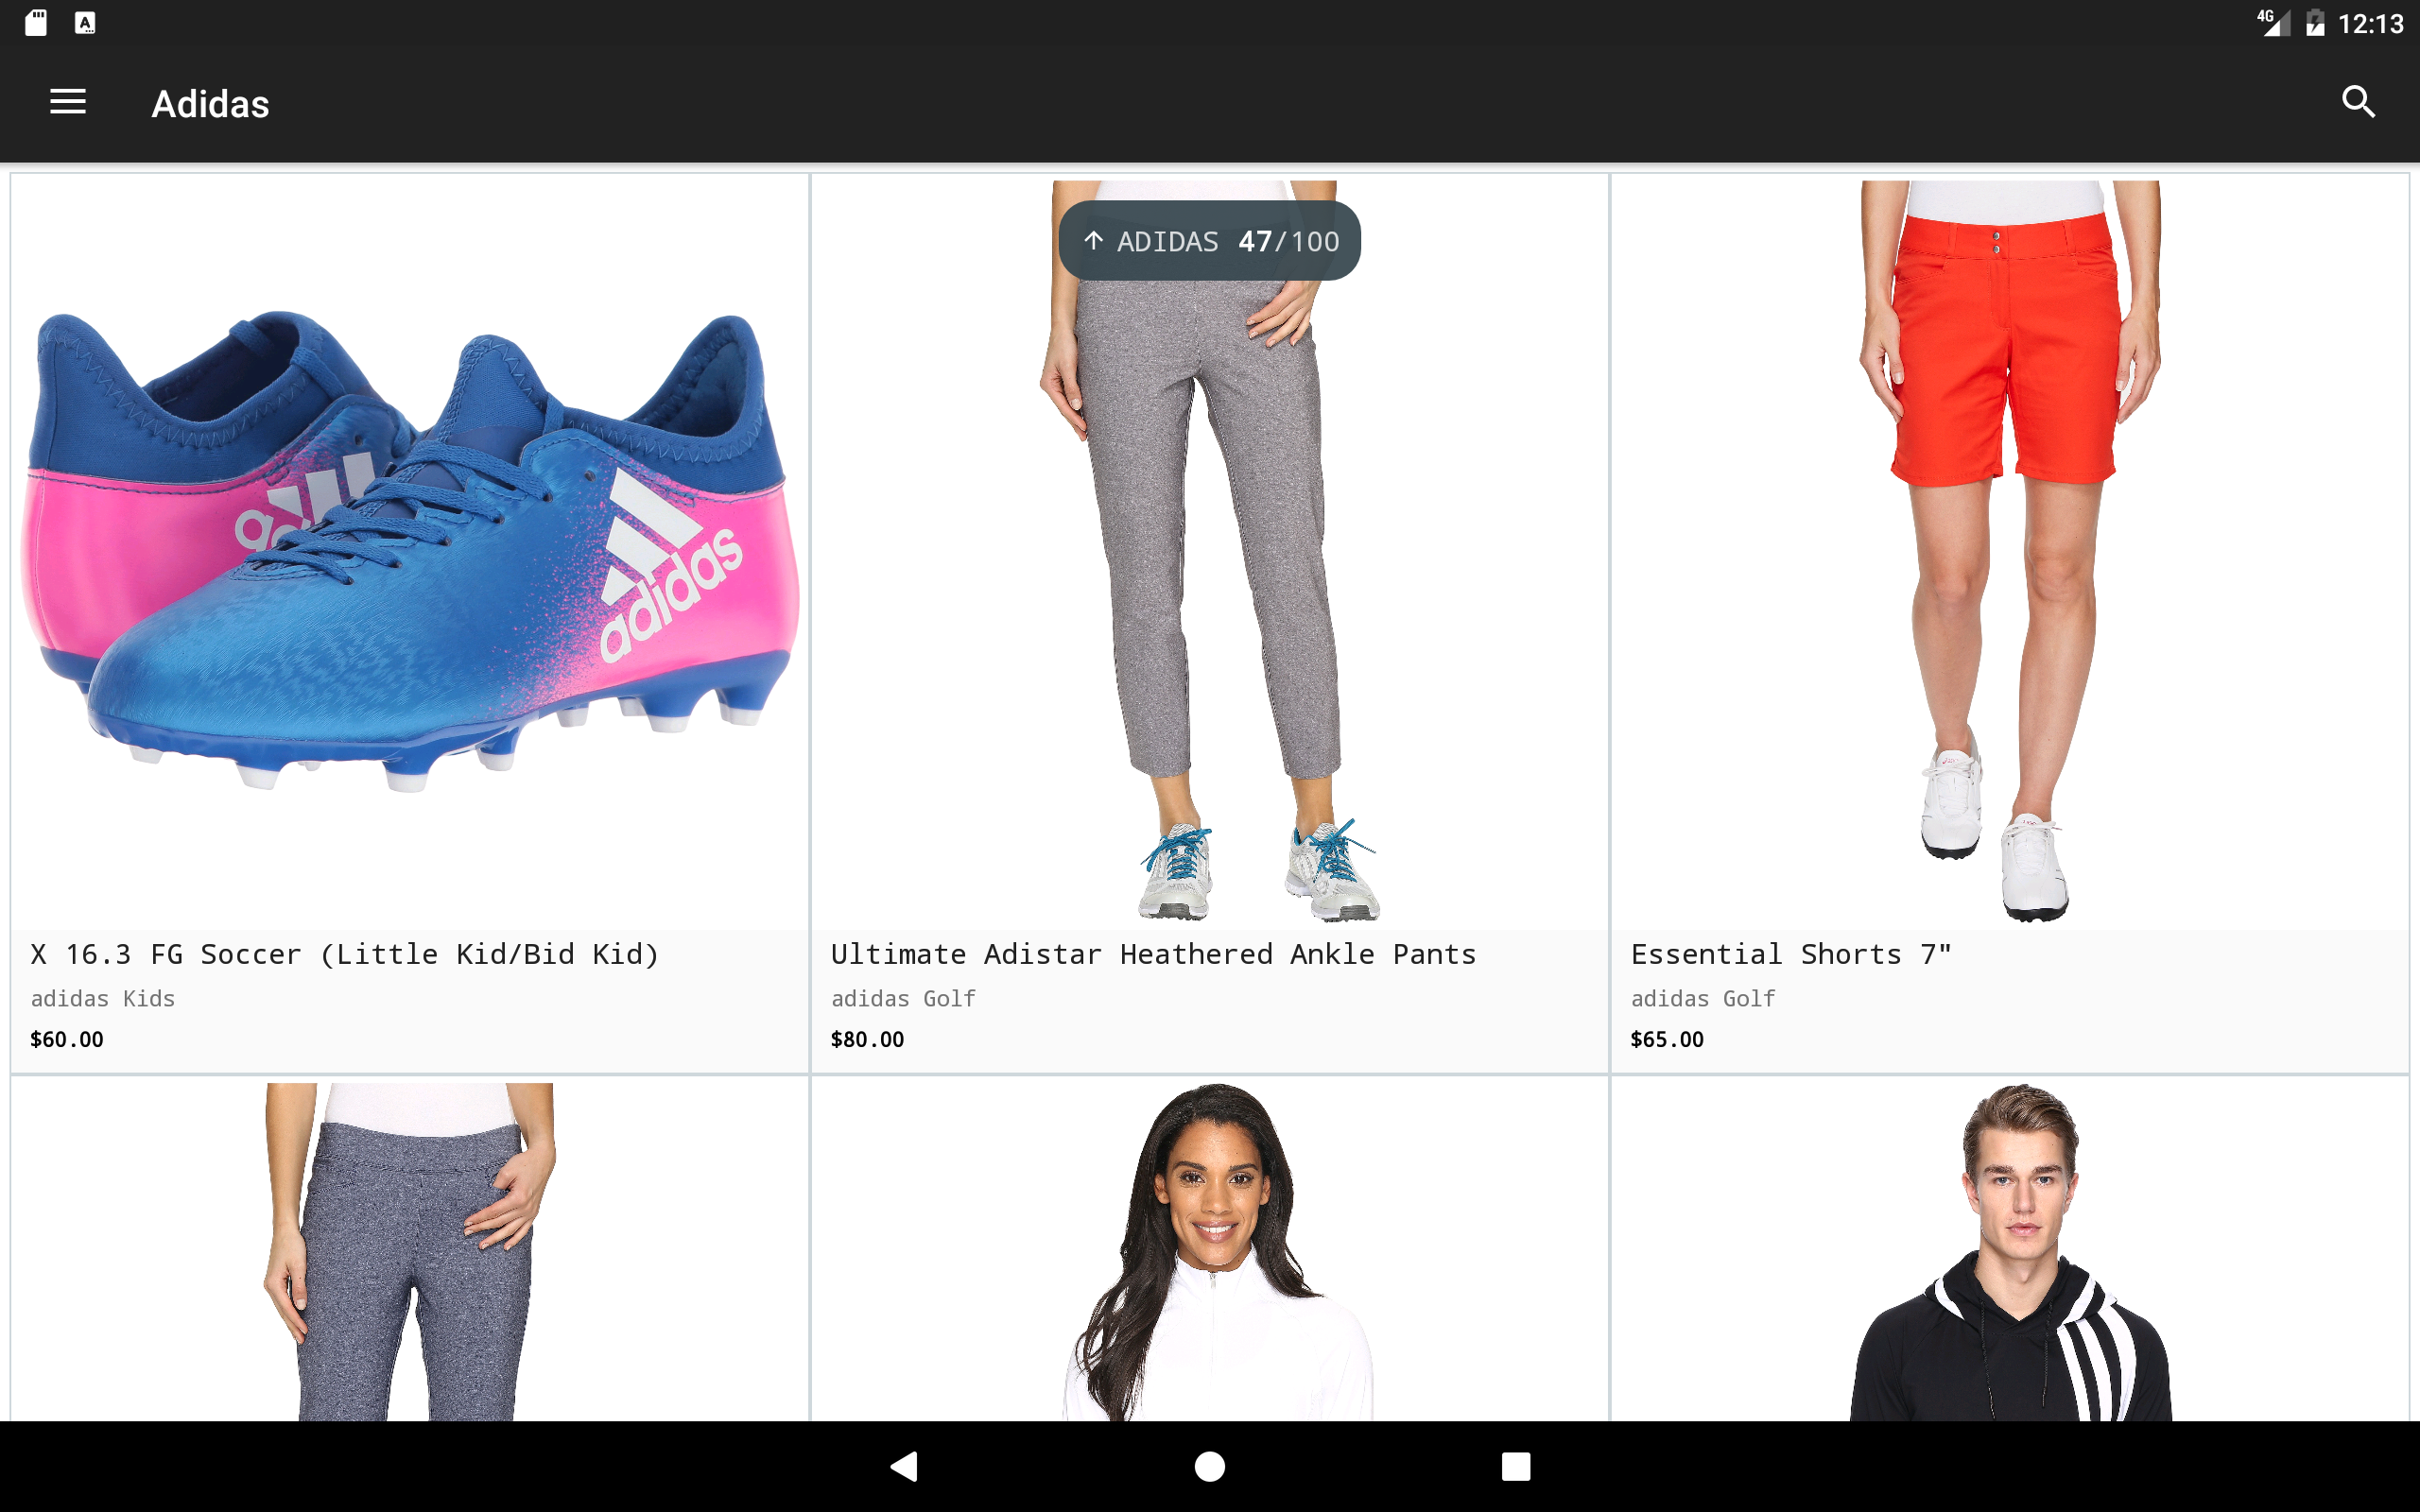 4G 12:13
Adidas
ADIDAS 47/100
adidas
X 16.3 FG Soccer (Little Kid/Bid Kid)
adidas Kids
$60.00
Ultimate Adistar Heathered Ankle Pants
adidas Golf
$80.00
Essential Shorts 7"
adidas Golf
$65.00